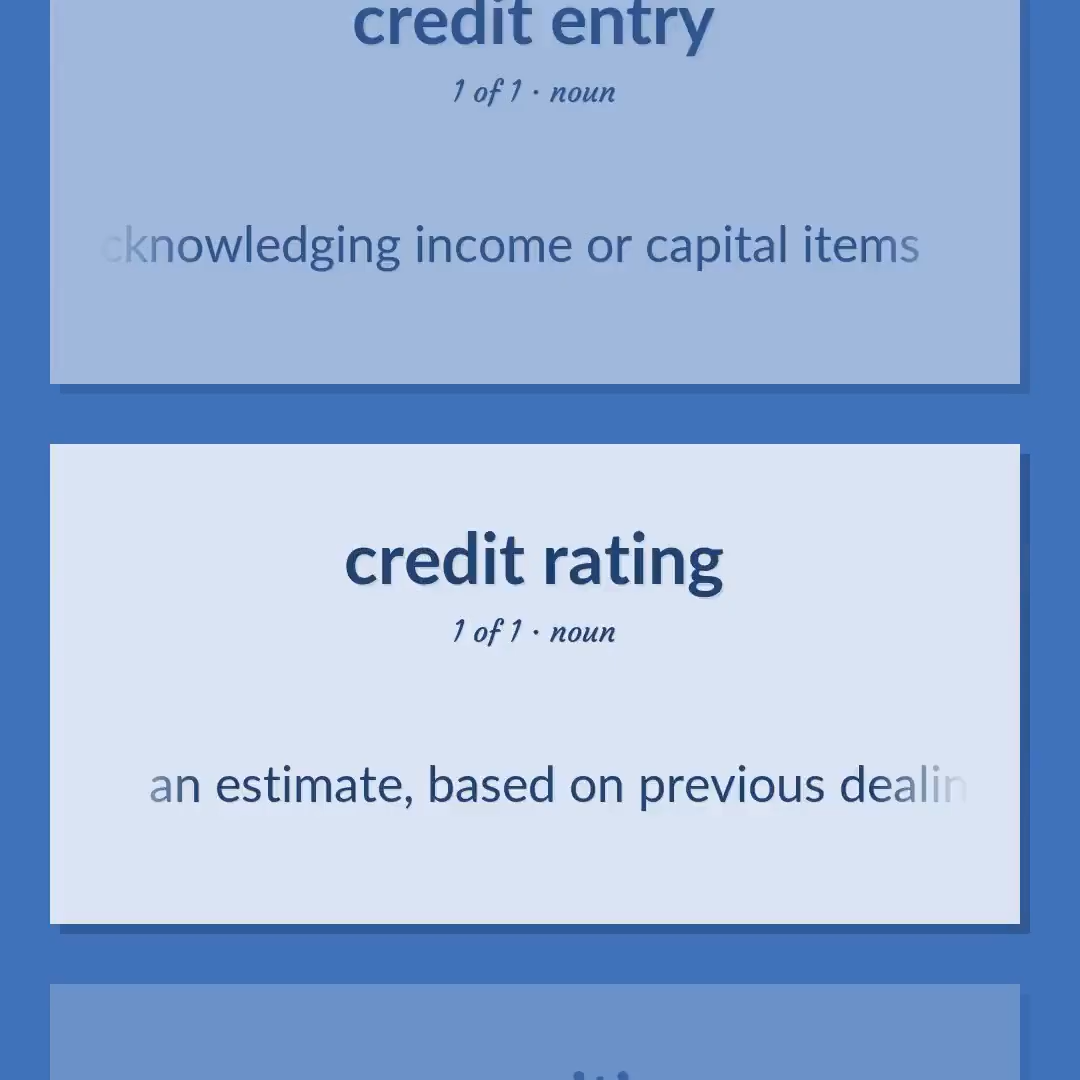 credit entry
1 of 1 · noun
cknowledging income or capital items
credit rating
1 of 1 · noun
an estimate, based on previous dealin